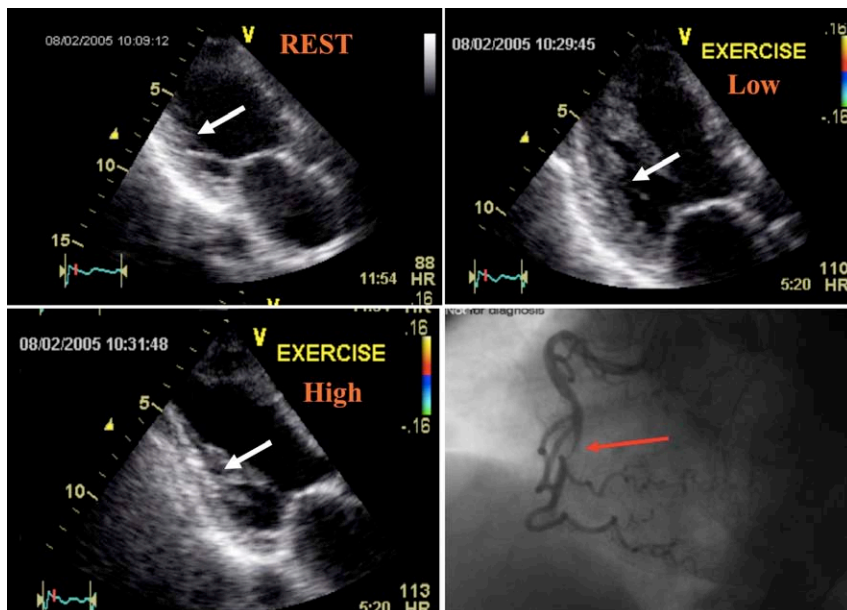 08/02/2005 10:09:12
V
REST
5
10
15
88
HR
11:54
08/02/2005 10:29:45
V
EXERCISE
Low
.16
-.16
5
10
110
HR
5:20
.16
V
08/02/2005 10:31:48
V
EXERCISE
High
.16
-.16
5
10
113
HR
5:20
Not for diagnosis